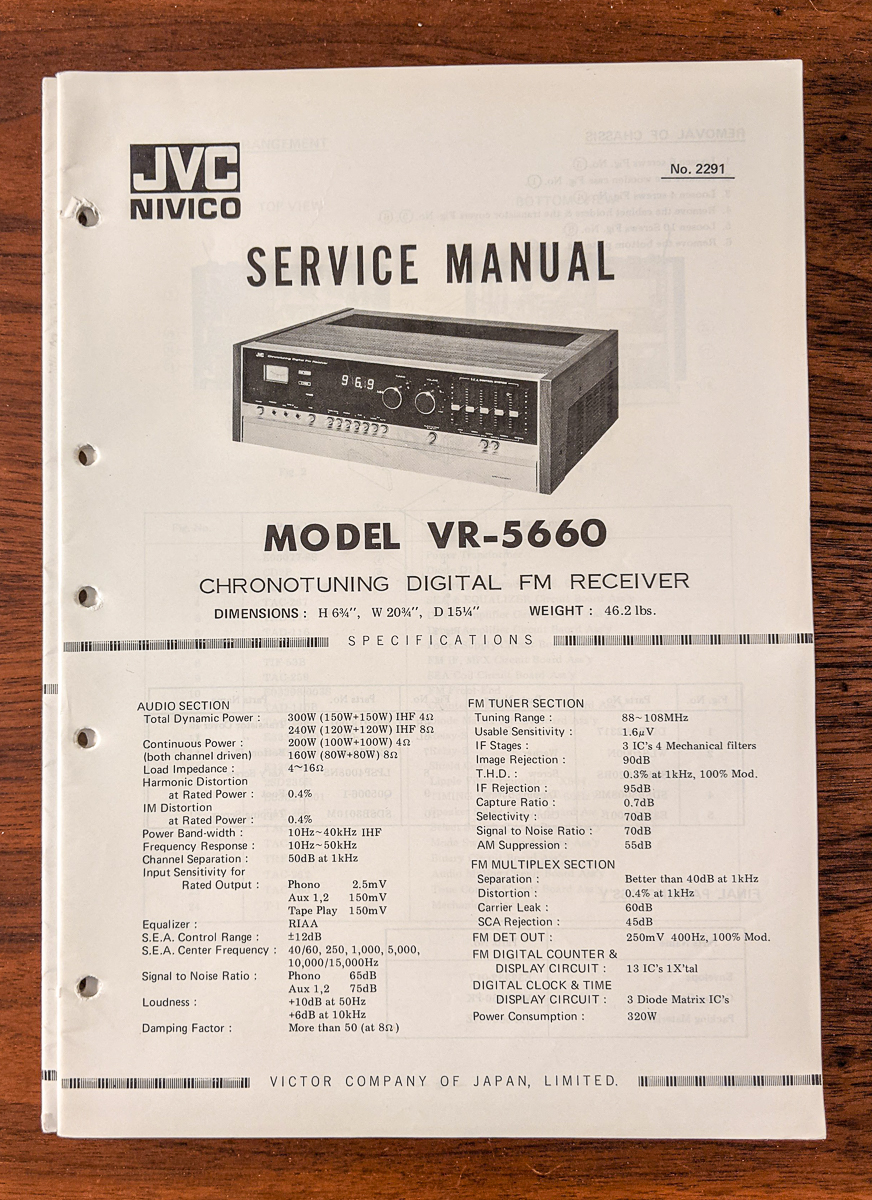 JVC
NIVICO
No. 2291
SERVICE MANUAL
JVC Chronotuning Digital FM Receiver
96.9
MODEL VR-5660
CHRONOTUNING DIGITAL FM RECEIVER
DIMENSIONS : H 6¾″, W 20¾″, D 15¼″ WEIGHT : 46.2 lbs.
SPECIFICATIONS
AUDIO SECTION
Total Dynamic Power : 300W (150W+150W) IHF 4Ω
240W (120W+120W) IHF 8Ω
Continuous Power : 200W (100W+100W) 4Ω
(both channel driven) 160W (80W+80W) 8Ω
Load Impedance : 4~16Ω
Harmonic Distortion
at Rated Power : 0.4%
IM Distortion
at Rated Power : 0.4%
Power Band-width : 10Hz~40kHz IHF
Frequency Response : 10Hz~50kHz
Channel Separation : 50dB at 1kHz
Input Sensitivity for
Rated Output : Phono 2.5mV
Aux 1,2 150mV
Tape Play 150mV
Equalizer : RIAA
S.E.A. Control Range : ±12dB
S.E.A. Center Frequency : 40/60, 250, 1,000, 5,000,
10,000/15,000Hz
Signal to Noise Ratio : Phono 65dB
Aux 1,2 75dB
Loudness : +10dB at 50Hz
+6dB at 10kHz
Damping Factor : More than 50 (at 8Ω)
FM TUNER SECTION
Tuning Range : 88~108MHz
Usable Sensitivity : 1.6μV
IF Stages : 3 IC's 4 Mechanical filters
Image Rejection : 90dB
T.H.D. : 0.3% at 1kHz, 100% Mod.
IF Rejection : 95dB
Capture Ratio : 0.7dB
Selectivity : 70dB
Signal to Noise Ratio : 70dB
AM Suppression : 55dB
FM MULTIPLEX SECTION
Separation : Better than 40dB at 1kHz
Distortion : 0.4% at 1kHz
Carrier Leak : 60dB
SCA Rejection : 45dB
FM DET OUT : 250mV 400Hz, 100% Mod.
FM DIGITAL COUNTER &
DISPLAY CIRCUIT : 13 IC's 1X'tal
DIGITAL CLOCK & TIME
DISPLAY CIRCUIT : 3 Diode Matrix IC's
Power Consumption : 320W
VICTOR COMPANY OF JAPAN, LIMITED.